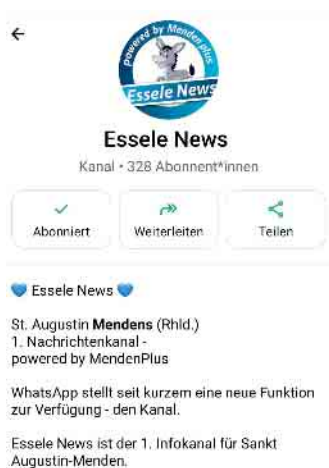 powered by Menden plus
Essele News
Essele News
Kanal • 328 Abonnent*innen
Abonniert
Weiterleiten
Teilen
💙 Essele News 💙
St. Augustin Mendens (Rhld.)
1. Nachrichtenkanal -
powered by MendenPlus
WhatsApp stellt seit kurzem eine neue Funktion
zur Verfügung - den Kanal.
Essele News ist der 1. Infokanal für Sankt
Augustin-Menden.